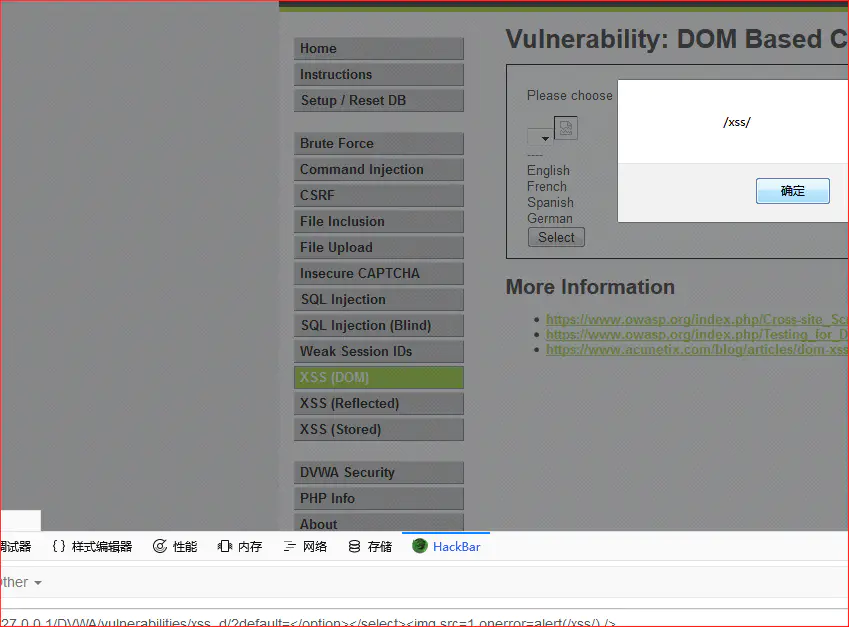 Home
Instructions
Setup / Reset DB
Brute Force
Command Injection
CSRF
File Inclusion
File Upload
Insecure CAPTCHA
SQL Injection
SQL Injection (Blind)
Weak Session IDs
XSS (DOM)
XSS (Reflected)
XSS (Stored)
DVWA Security
PHP Info
About
Vulnerability: DOM Based C
Please choose
----
English
French
Spanish
German
Select
/xss/
确定
More Information
https://www.owasp.org/index.php/Cross-site_Sc
https://www.owasp.org/index.php/Testing_for_D
https://www.acunetix.com/blog/articles/dom-xss
试器 {} 样式编辑器 性能 内存 网络 存储 HackBar
ther
27.0.0.1/DVWA/vulnerabilities/xss_d/?default=</option></select><img src=1 onerror=alert(/xss/) />